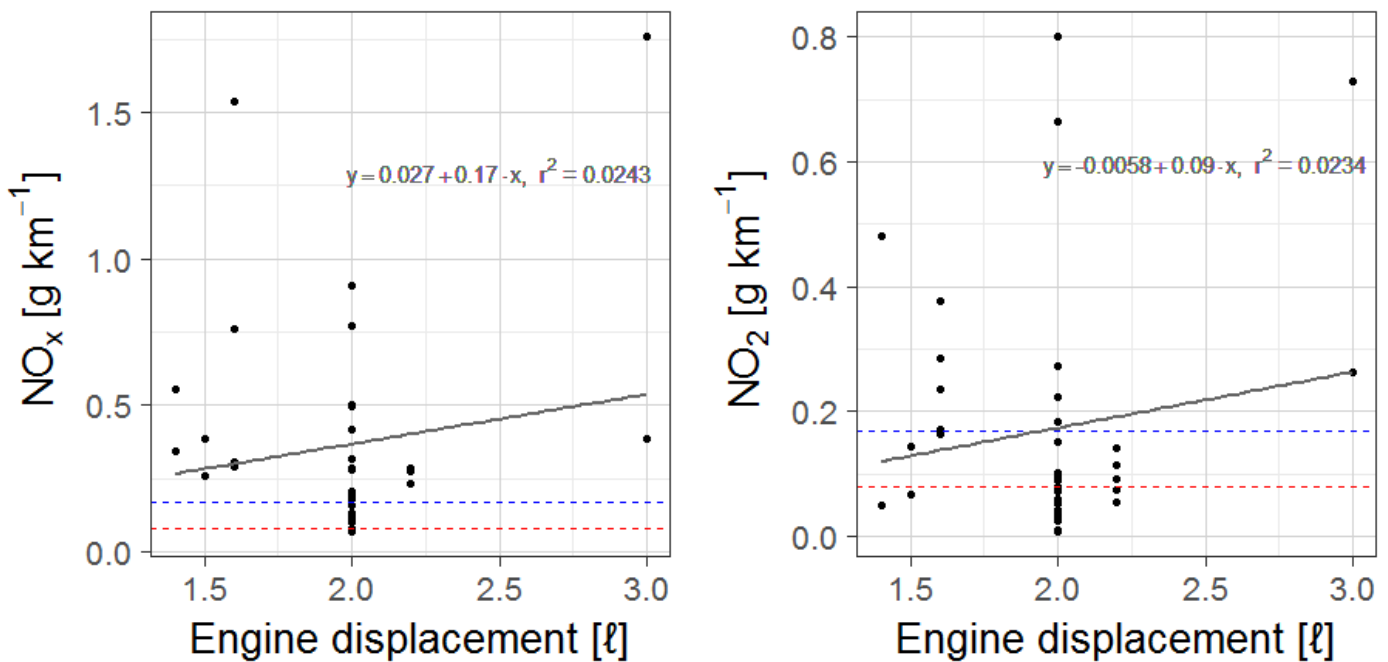 NOx [g km−1]
1.5
1.0
0.5
0.0
y = 0.027 + 0.17 · x, r2 = 0.0243
1.5 2.0 2.5 3.0
Engine displacement [ℓ]
NO2 [g km−1]
0.8
0.6
0.4
0.2
0.0
y = -0.0058 + 0.09 · x, r2 = 0.0234
1.5 2.0 2.5 3.0
Engine displacement [ℓ]